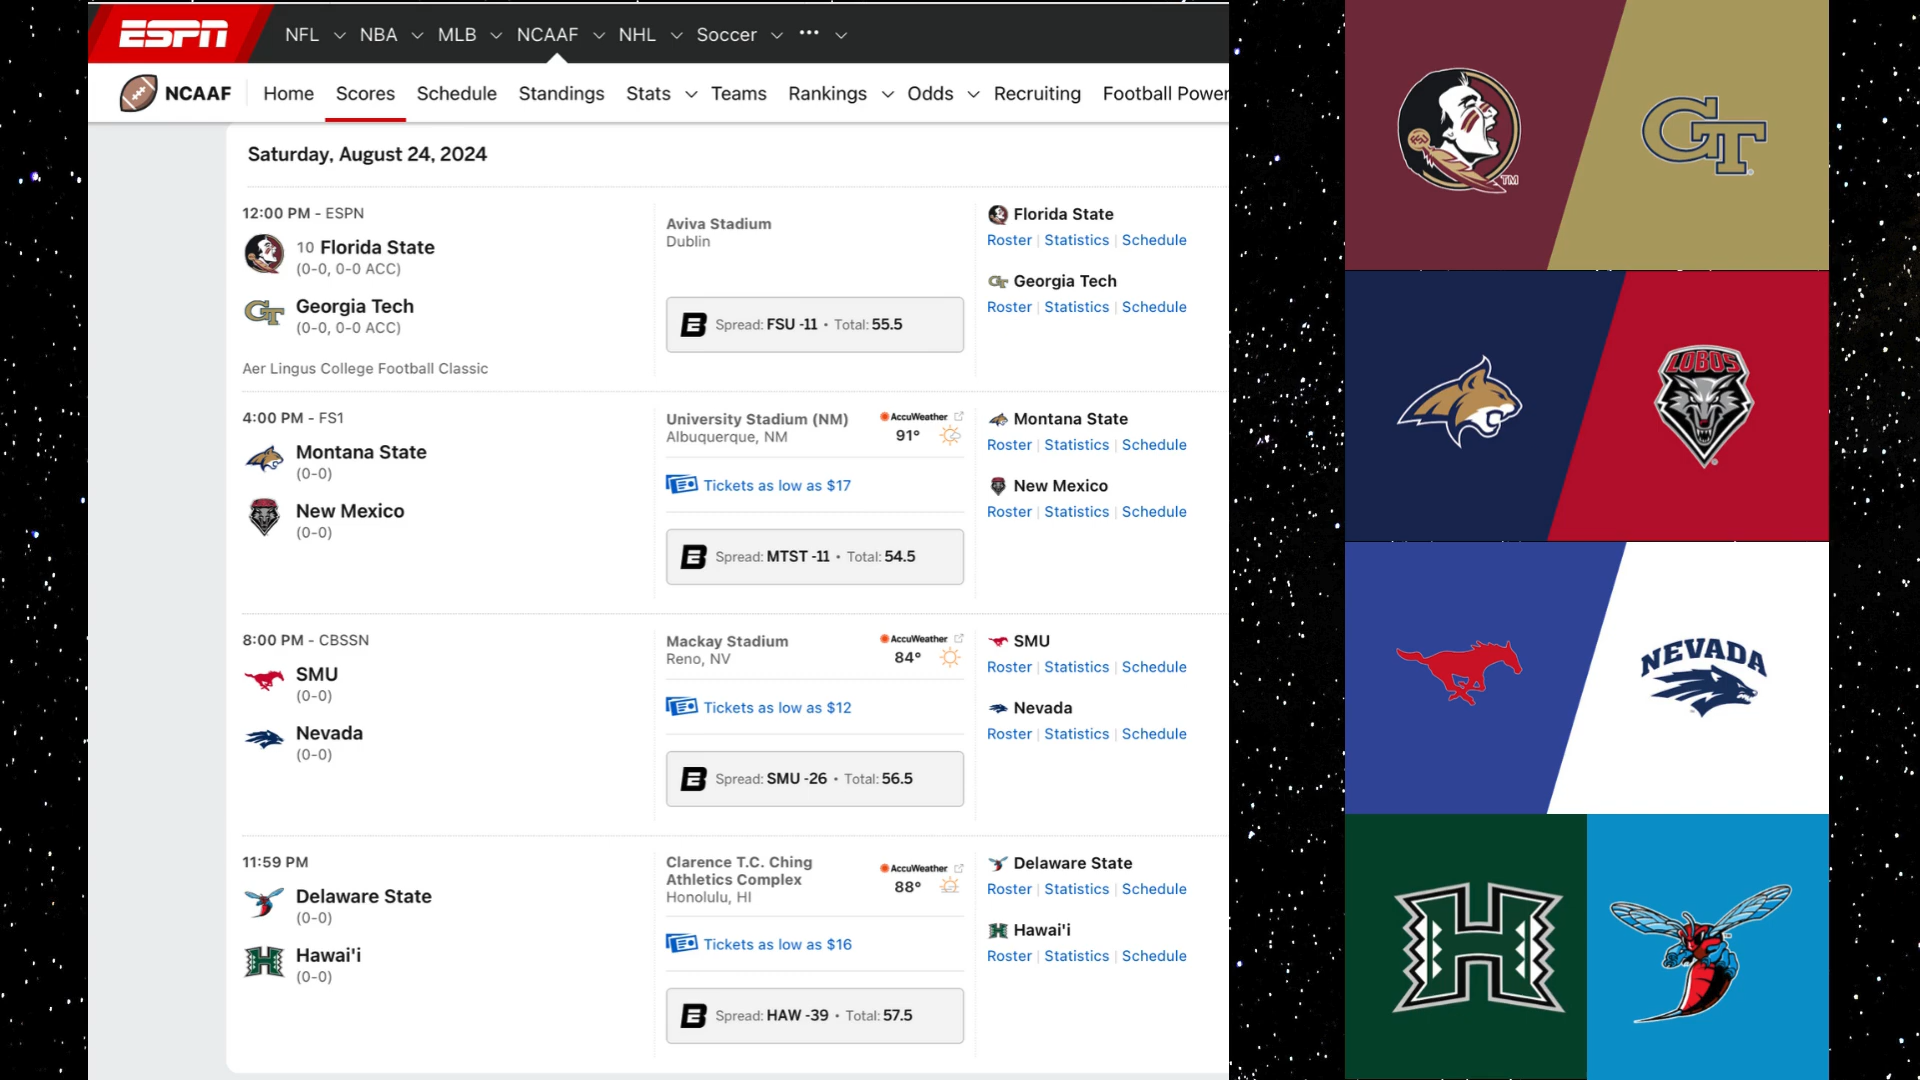 ESPN NFL NBA MLB NCAAF NHL Soccer •••
NCAAF Home Scores Schedule Standings Stats Teams Rankings Odds Recruiting Football Power
Saturday, August 24, 2024
12:00 PM - ESPN
10 Florida State
(0-0, 0-0 ACC)
Georgia Tech
(0-0, 0-0 ACC)
Aer Lingus College Football Classic
Aviva Stadium
Dublin
Spread: FSU -11 • Total: 55.5
Florida State
Roster | Statistics | Schedule
Georgia Tech
Roster | Statistics | Schedule
4:00 PM - FS1
Montana State
(0-0)
New Mexico
(0-0)
University Stadium (NM)
Albuquerque, NM
AccuWeather
91°
Tickets as low as $17
Spread: MTST -11 • Total: 54.5
Montana State
Roster | Statistics | Schedule
New Mexico
Roster | Statistics | Schedule
8:00 PM - CBSSN
SMU
(0-0)
Nevada
(0-0)
Mackay Stadium
Reno, NV
AccuWeather
84°
Tickets as low as $12
Spread: SMU -26 • Total: 56.5
SMU
Roster | Statistics | Schedule
Nevada
Roster | Statistics | Schedule
11:59 PM
Delaware State
(0-0)
Hawai'i
(0-0)
Clarence T.C. Ching
Athletics Complex
Honolulu, HI
AccuWeather
88°
Tickets as low as $16
Spread: HAW -39 • Total: 57.5
Delaware State
Roster | Statistics | Schedule
Hawai'i
Roster | Statistics | Schedule
FSU
TM
GT
LOBOS
NEVADA
H